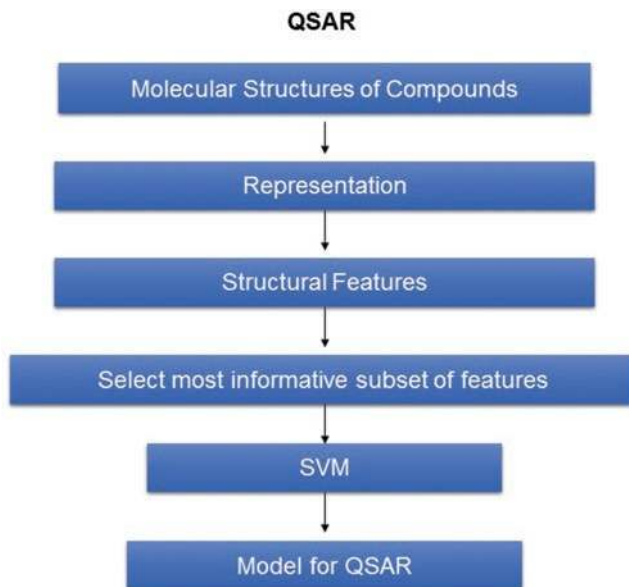 QSAR
Molecular Structures of Compounds
Representation
Structural Features
Select most informative subset of features
SVM
Model for QSAR